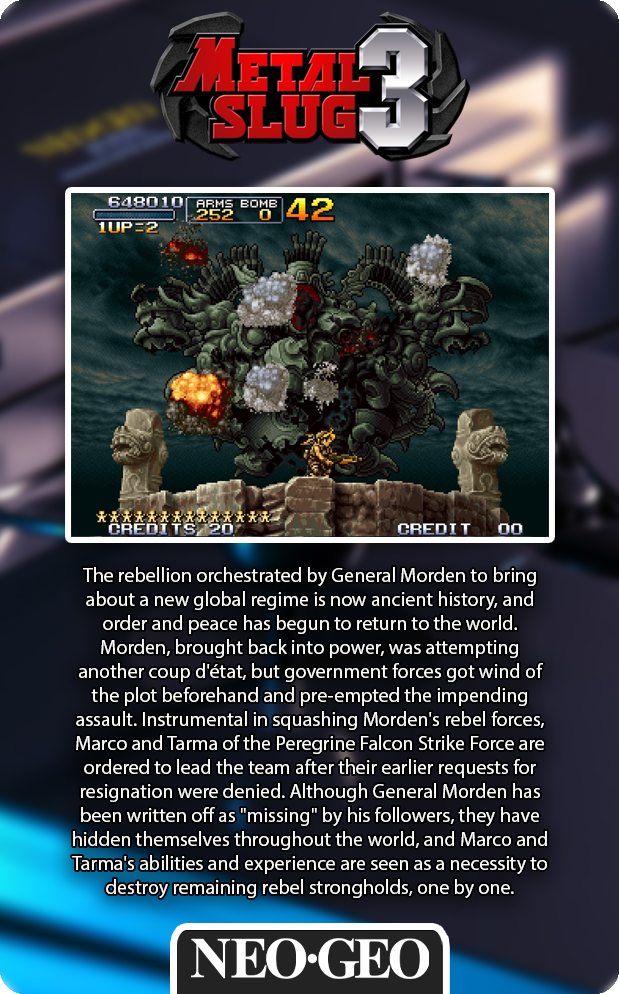 METAL
SLUG 3
648010 ARMS BOMB 42
252 0
1UP=2
CREDITS 20 CREDIT 00
The rebellion orchestrated by General Morden to bring
about a new global regime is now ancient history, and
order and peace has begun to return to the world.
Morden, brought back into power, was attempting
another coup d'état, but government forces got wind of
the plot beforehand and pre-empted the impending
assault. Instrumental in squashing Morden's rebel forces,
Marco and Tarma of the Peregrine Falcon Strike Force are
ordered to lead the team after their earlier requests for
resignation were denied. Although General Morden has
been written off as "missing" by his followers, they have
hidden themselves throughout the world, and Marco and
Tarma's abilities and experience are seen as a necessity to
destroy remaining rebel strongholds, one by one.
NEO·GEO